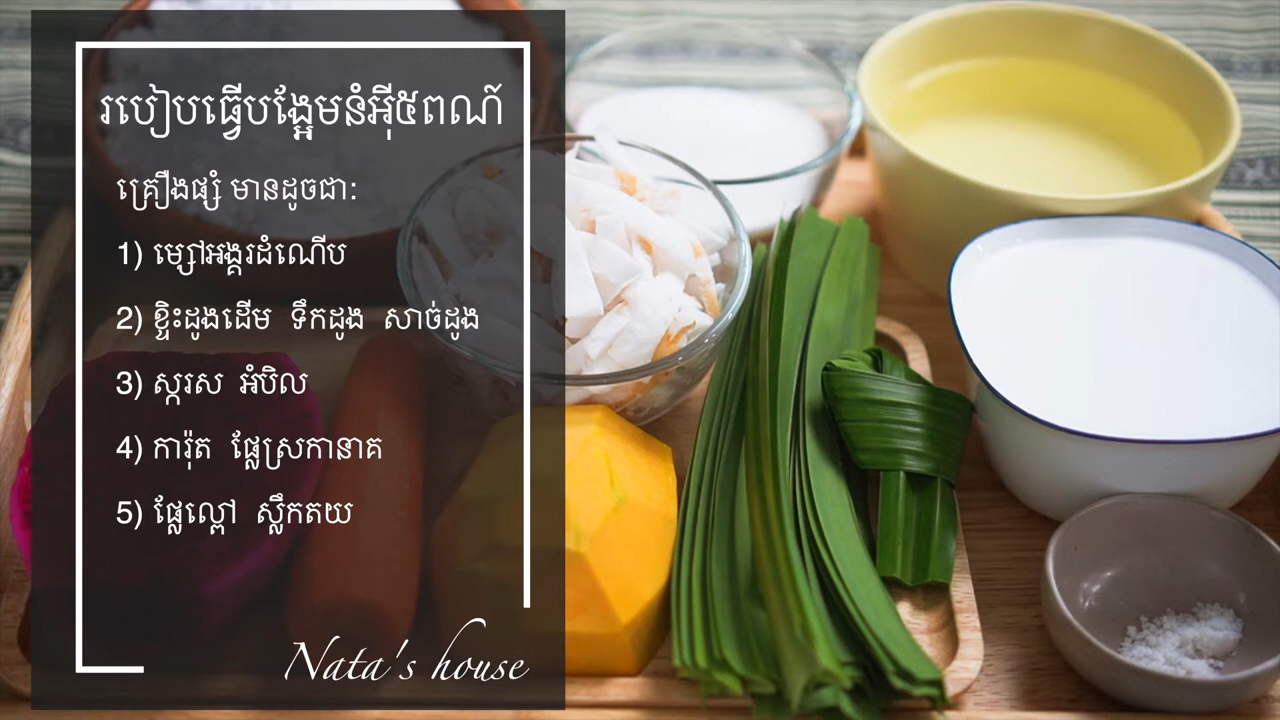 របៀបធ្វើបង្អែមនំអ៊ី៥ពណ៌
គ្រឿងផ្សំ មានដូចជា:
1) ម្សៅអង្ករដំណើប
2) ខ្ទិះដូងដើម ទឹកដូង សាច់ដូង
3) ស្ករស អំបិល
4) ការ៉ុត ផ្លែស្រកានាគ
5) ផ្លែល្ពៅ ស្លឹកតយ
Nata's house